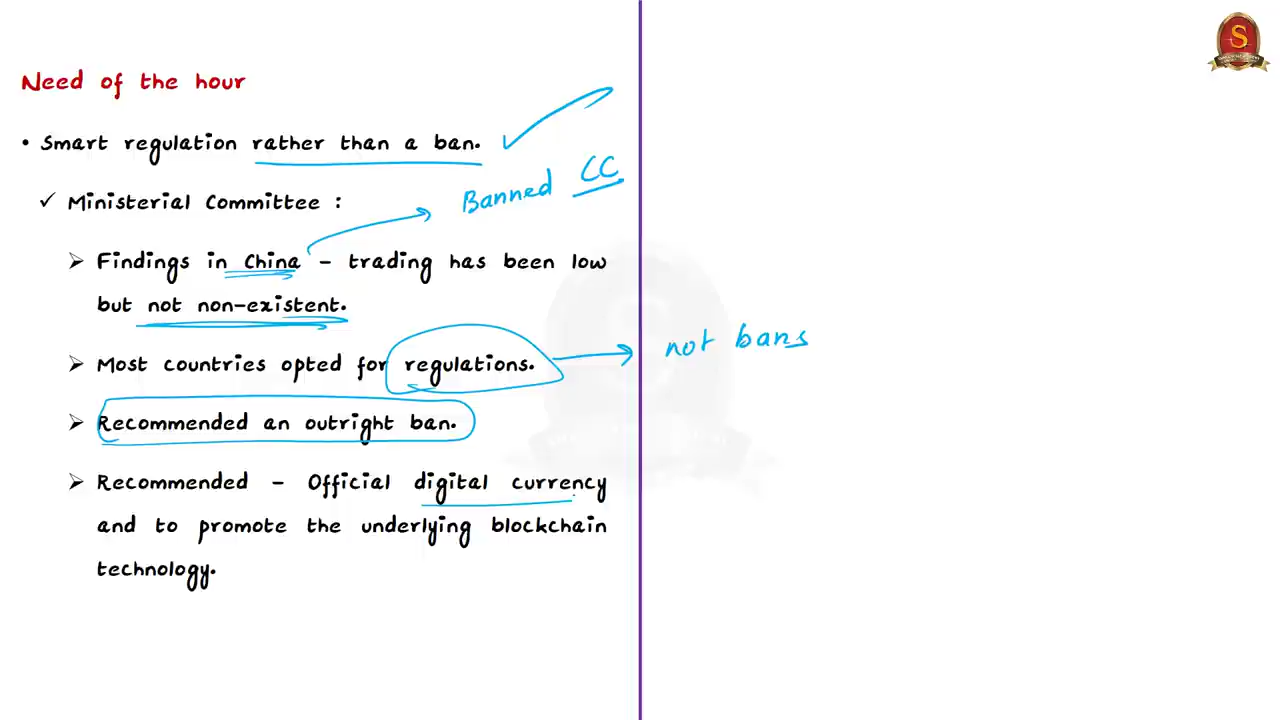 Need of the hour
• Smart regulation rather than a ban.
✓ Ministerial Committee :
Banned CC
➢ Findings in China – trading has been low
but not non-existent.
➢ Most countries opted for regulations.
not bans
➢ Recommended an outright ban.
➢ Recommended – Official digital currency
and to promote the underlying blockchain
technology.
S